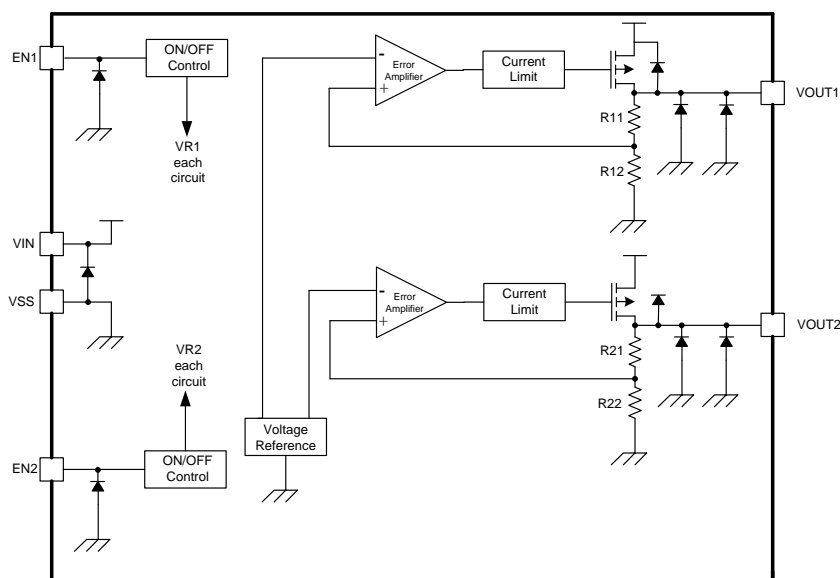 EN1
ON/OFF
Control
VR1
each
circuit
-
Error
Amplifier
+
Current
Limit
R11
R12
VOUT1
VIN
VSS
-
Error
Amplifier
+
Current
Limit
R21
R22
VOUT2
VR2
each
circuit
EN2
ON/OFF
Control
Voltage
Reference